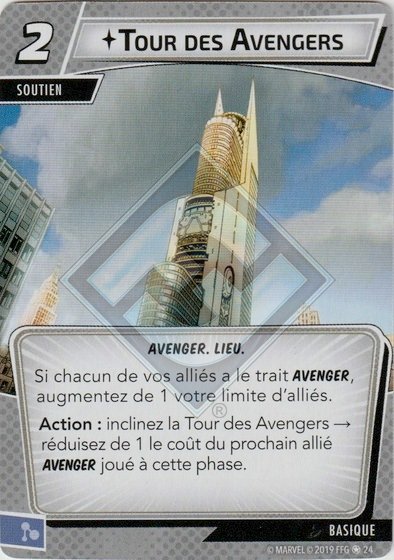 2
Tour des Avengers
SOUTIEN
AVENGER. LIEU.
Si chacun de vos alliés a le trait AVENGER,
augmentez de 1 votre limite d'alliés.
Action : inclinez la Tour des Avengers →
réduisez de 1 le coût du prochain allié
AVENGER joué à cette phase.
®
BASIQUE
© MARVEL © 2019 FFG 24